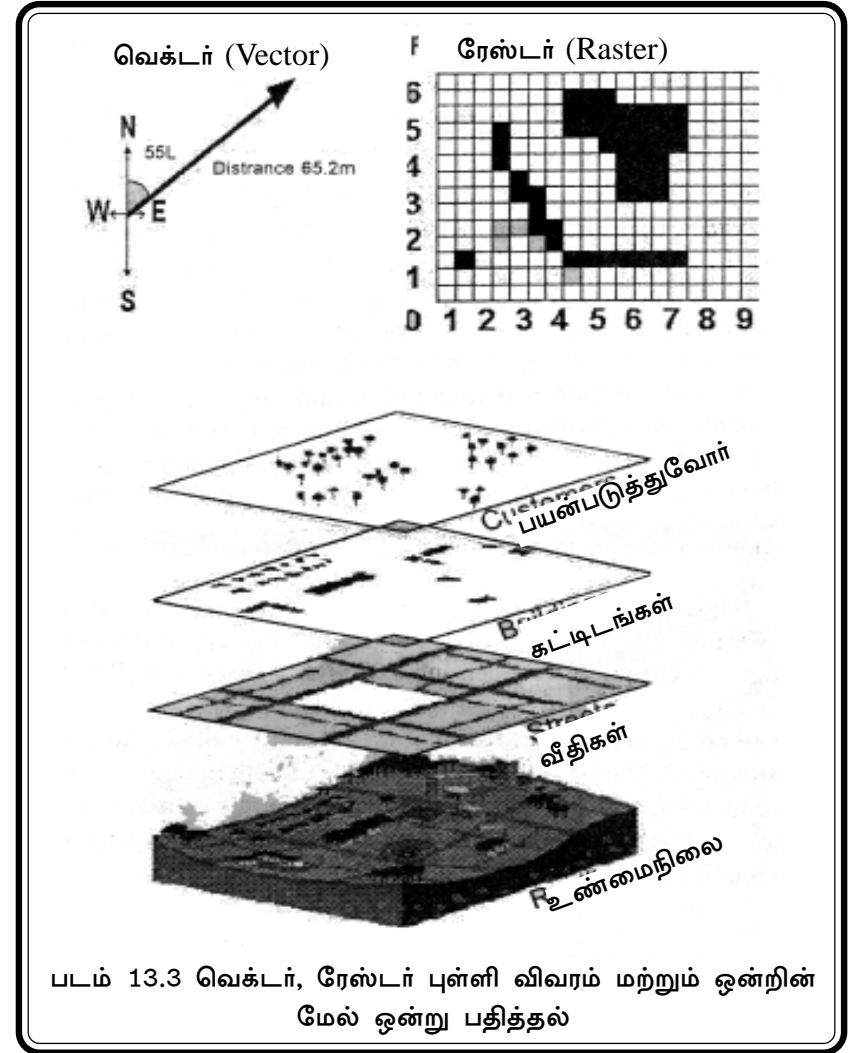 வெக்டர் (Vector)
ரேஸ்டர் (Raster)
N
55L
Distrance 65.2m
W E
S
6
5
4
3
2
1
0 1 2 3 4 5 6 7 8 9
Customers
பயன்படுத்துவோர்
கட்டிடங்கள்
Streets
வீதிகள்
உண்மைநிலை
படம் 13.3 வெக்டர், ரேஸ்டர் புள்ளி விவரம் மற்றும் ஒன்றின்
மேல் ஒன்று பதித்தல்